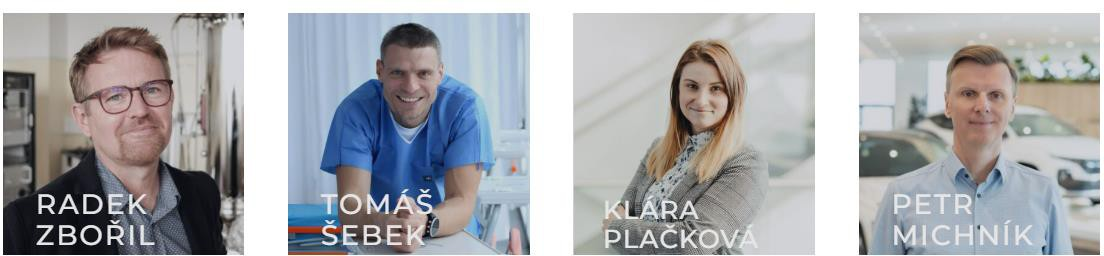 RADEK
ZBOŘIL
TOMÁŠ
ŠEBEK
KLÁRA
PLAČKOVÁ
PETR
MICHNÍK